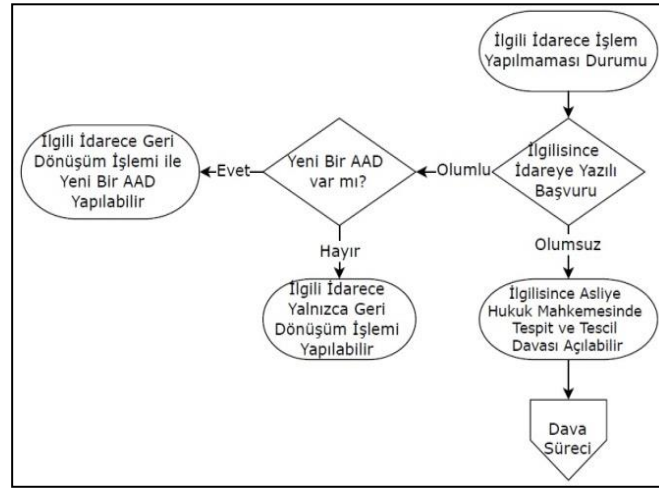 İlgili İdarece İşlem
Yapılmaması Durumu
İlgilisince
İdareye Yazılı
Başvuru
Olumlu
Yeni Bir AAD
var mı?
Evet
İlgili İdarece Geri
Dönüşüm İşlemi ile
Yeni Bir AAD
Yapılabilir
Hayır
İlgili İdarece
Yalnızca Geri
Dönüşüm İşlemi
Yapılabilir
Olumsuz
İlgilisince Asliye
Hukuk Mahkemesinde
Tespit ve Tescil
Davası Açılabilir
Dava
Süreci